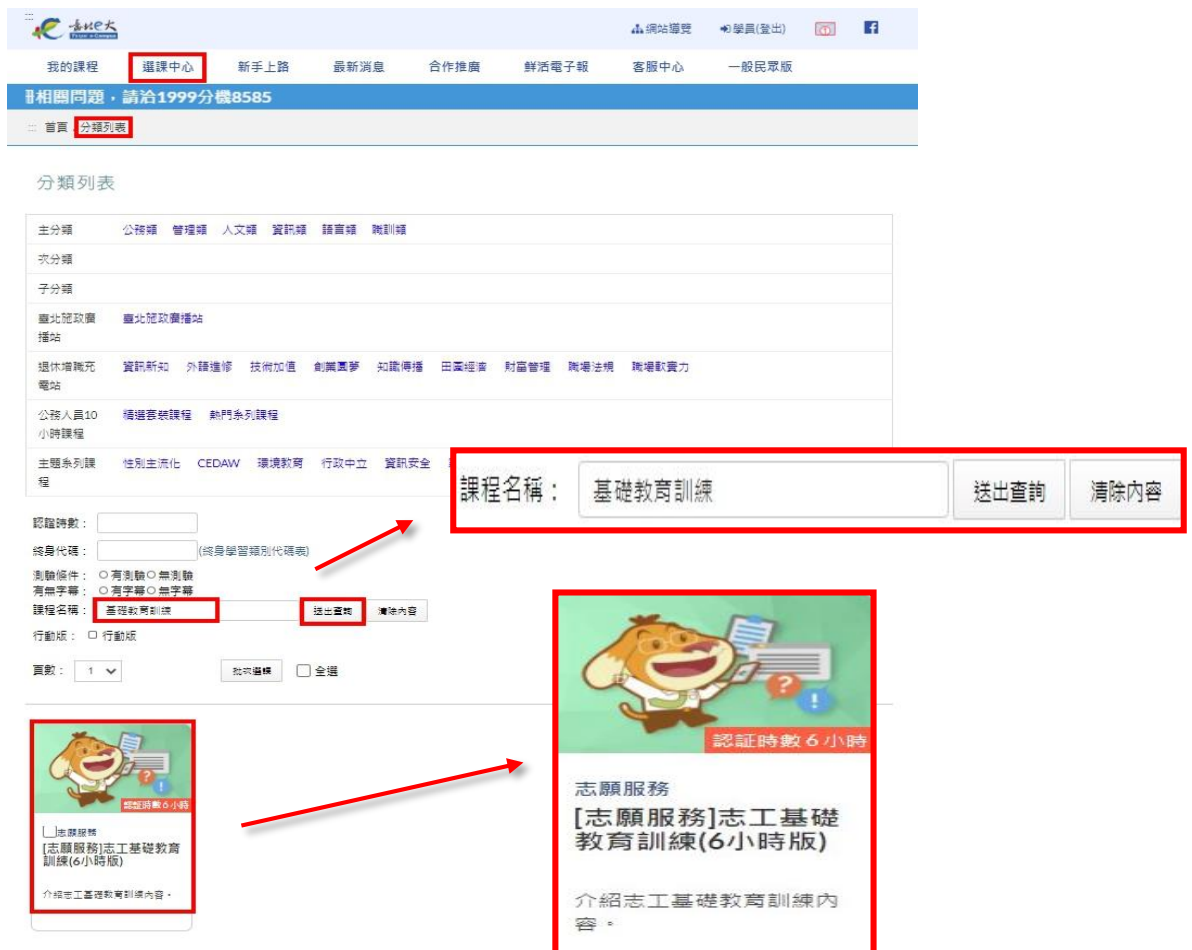 臺北e大
Taipei e-Campus
網站導覽 學員(登出)
我的課程 選課中心 新手上路 最新消息 合作推廣 鮮活電子報 客服中心 一般民眾版
相關問題，請洽1999分機8585
首頁 分類列表
分類列表
主分類 公務類 管理類 人文類 資訊類 語言類 職訓類
次分類
子分類
臺北施政廣 臺北施政廣播站
播站
退休增職充 資訊新知 外語進修 技術加值 創業圓夢 知識傳播 田園經濟 財富管理 職場法規 職場軟實力
電站
公務人員10 精選套裝課程 熱門系列課程
小時課程
主題系列課 性別主流化 CEDAW 環境教育 行政中立 資訊安全
程
課程名稱： 基礎教育訓練 送出查詢 清除內容
認證時數：
終身代碼： (終身學習類別代碼表)
測驗條件： 有測驗 無測驗
有無字幕： 有字幕 無字幕
課程名稱： 基礎教育訓練 送出查詢 清除內容
行動版： 行動版
頁數： 1 批次選課 全選
認証時數6小時
志願服務
[志願服務]志工基礎教育
訓練(6小時版)
介紹志工基礎教育訓練內容。
認証時數6小時
志願服務
[志願服務]志工基礎
教育訓練(6小時版)
介紹志工基礎教育訓練內
容。